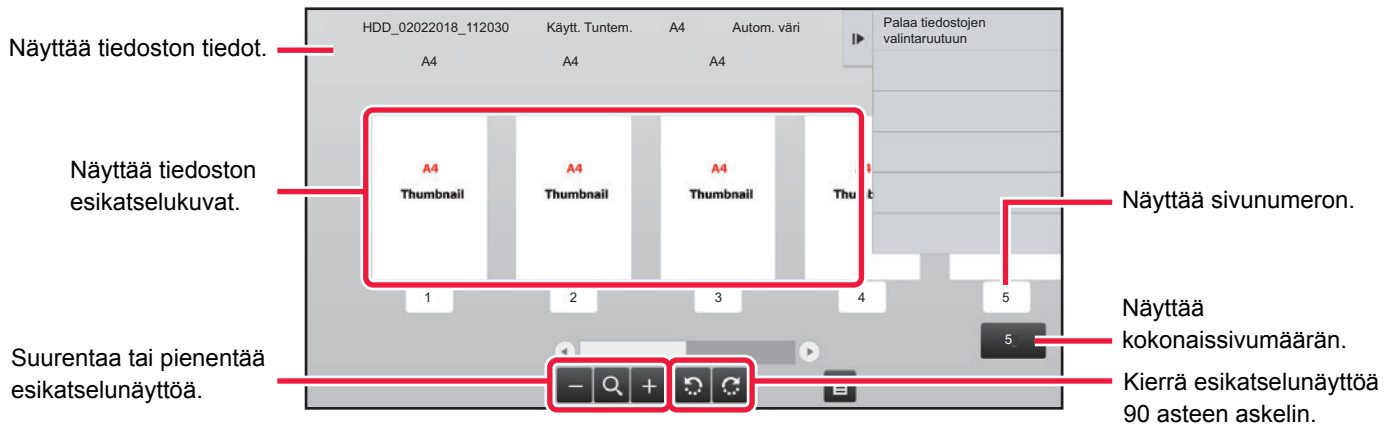 Näyttää tiedoston tiedot.
HDD_02022018_112030 Käytt. Tuntem. A4 Autom. väri
A4 A4 A4
Palaa tiedostojen
valintaruutuun
Näyttää tiedoston
esikatselukuvat.
A4 A4 A4
Thumbnail Thumbnail Thumbnail
Näyttää sivunumeron.
1 2 3 4 5
Näyttää
kokonaissivumäärän.
5
Suurentaa tai pienentää
esikatselunäyttöä.
Kierrä esikatselunäyttöä
90 asteen askelin.